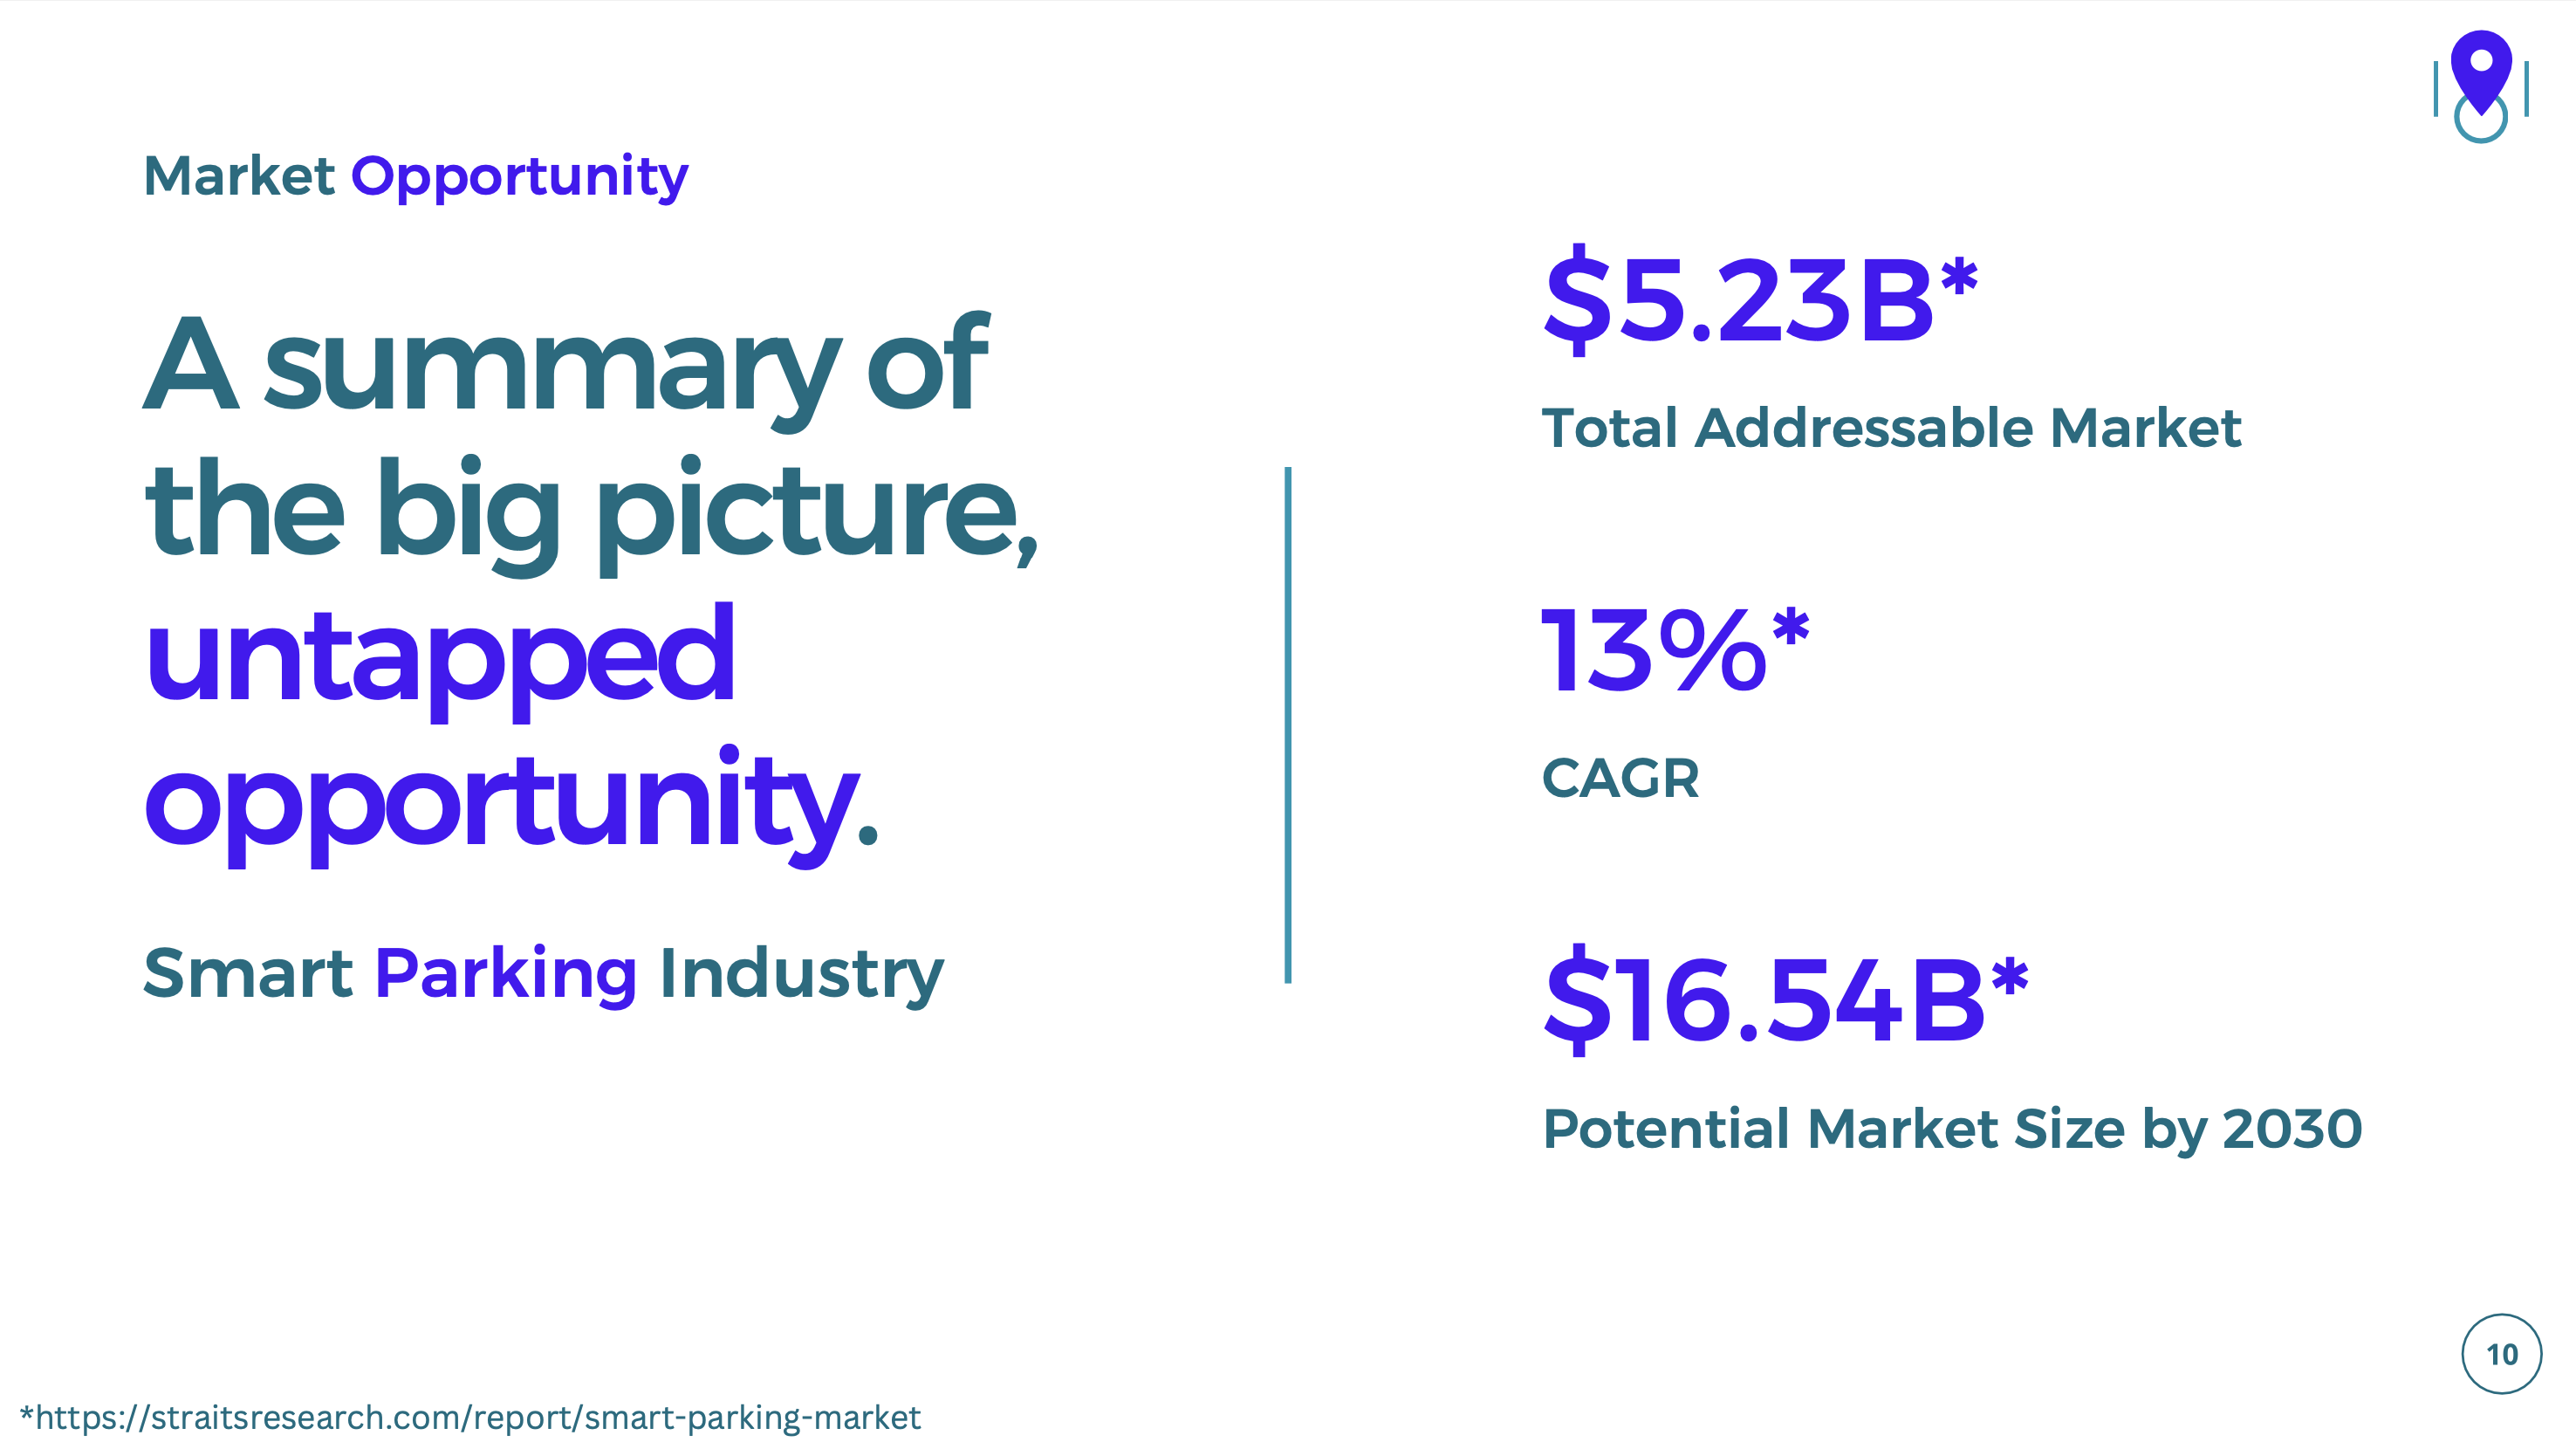 Market Opportunity
A summary of
the big picture,
untapped
opportunity.
Smart Parking Industry
$5.23B*
Total Addressable Market
13%*
CAGR
$16.54B*
Potential Market Size by 2030
10
*https://straitsresearch.com/report/smart-parking-market